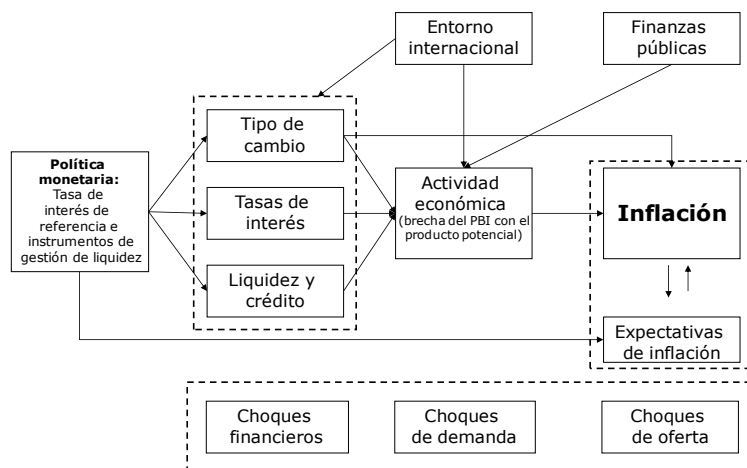 Entorno
internacional
Finanzas
públicas
Tipo de
cambio
Política
monetaria:
Tasa de
interés de
referencia e
instrumentos de
gestión de liquidez
Tasas de
interés
Actividad
económica
(brecha del PBI con el
producto potencial)
Inflación
Liquidez y
crédito
Expectativas
de inflación
Choques
financieros
Choques
de demanda
Choques
de oferta